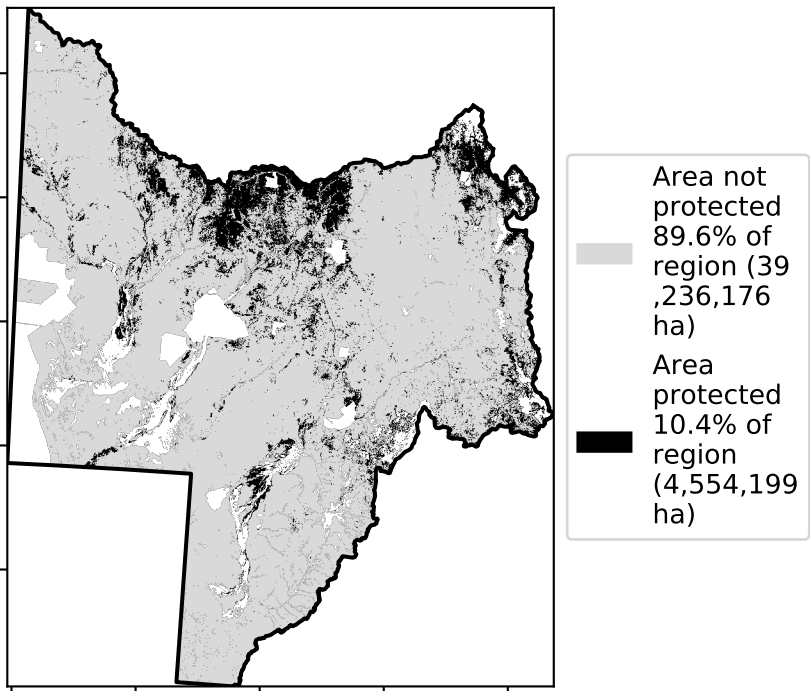 Area not
protected
89.6% of
region (39
,236,176
ha)
Area
protected
10.4% of
region
(4,554,199
ha)